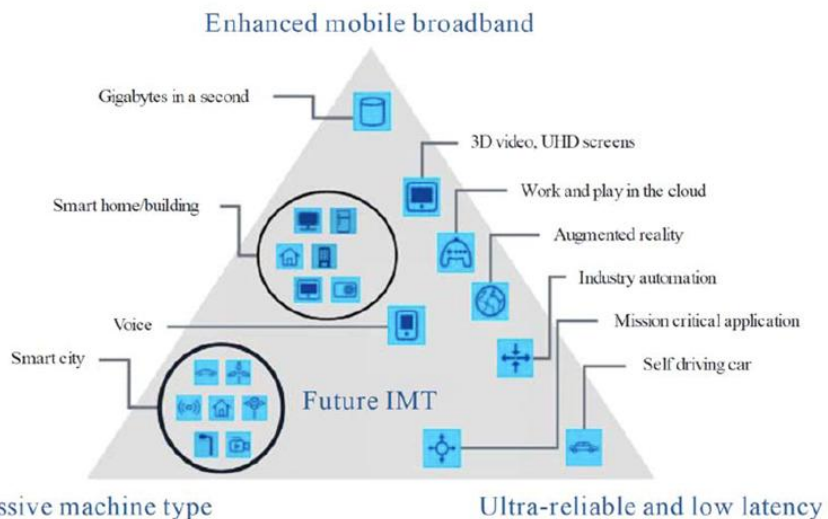 Enhanced mobile broadband
Gigabytes in a second
3D video, UHD screens
Smart home/building
Work and play in the cloud
Augmented reality
Industry automation
Voice
Mission critical application
Smart city
Self driving car
Future IMT
ssive machine type
Ultra-reliable and low latency